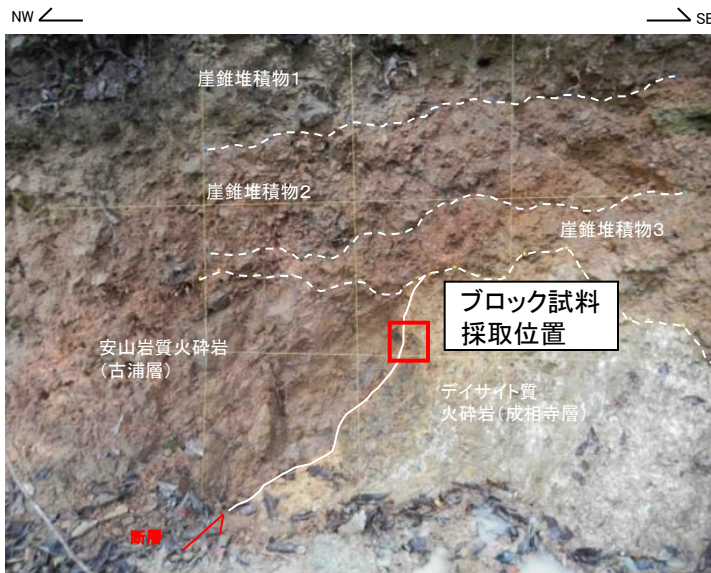 NW
SE
崖錐堆積物1
崖錐堆積物2
崖錐堆積物3
ブロック試料
採取位置
安山岩質火砕岩
(古浦層)
デイサイト質
火砕岩(成相寺層)
断層